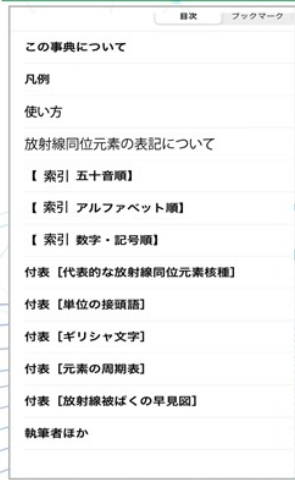 目次 ブックマーク
この事典について
凡例
使い方
放射線同位元素の表記について
【 索引 五十音順】
【 索引 アルファベット順】
【 索引 数字・記号順】
付表［代表的な放射線同位元素核種］
付表［単位の接頭語］
付表［ギリシャ文字］
付表［元素の周期表］
付表［放射線被ばくの早見図］
執筆者ほか